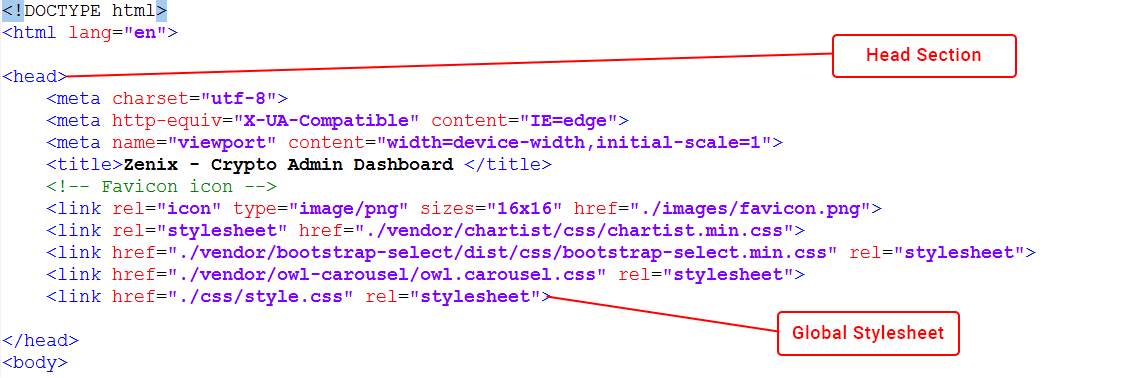 <!DOCTYPE html>
<html lang="en">
Head Section
<head>
<meta charset="utf-8">
<meta http-equiv="X-UA-Compatible" content="IE=edge">
<meta name="viewport" content="width=device-width,initial-scale=1">
<title>Zenix - Crypto Admin Dashboard </title>
<!-- Favicon icon -->
<link rel="icon" type="image/png" sizes="16x16" href="./images/favicon.png">
<link rel="stylesheet" href="./vendor/chartist/css/chartist.min.css">
<link href="./vendor/bootstrap-select/dist/css/bootstrap-select.min.css" rel="stylesheet">
<link href="./vendor/owl-carousel/owl.carousel.css" rel="stylesheet">
<link href="./css/style.css" rel="stylesheet">
Global Stylesheet
</head>
<body>